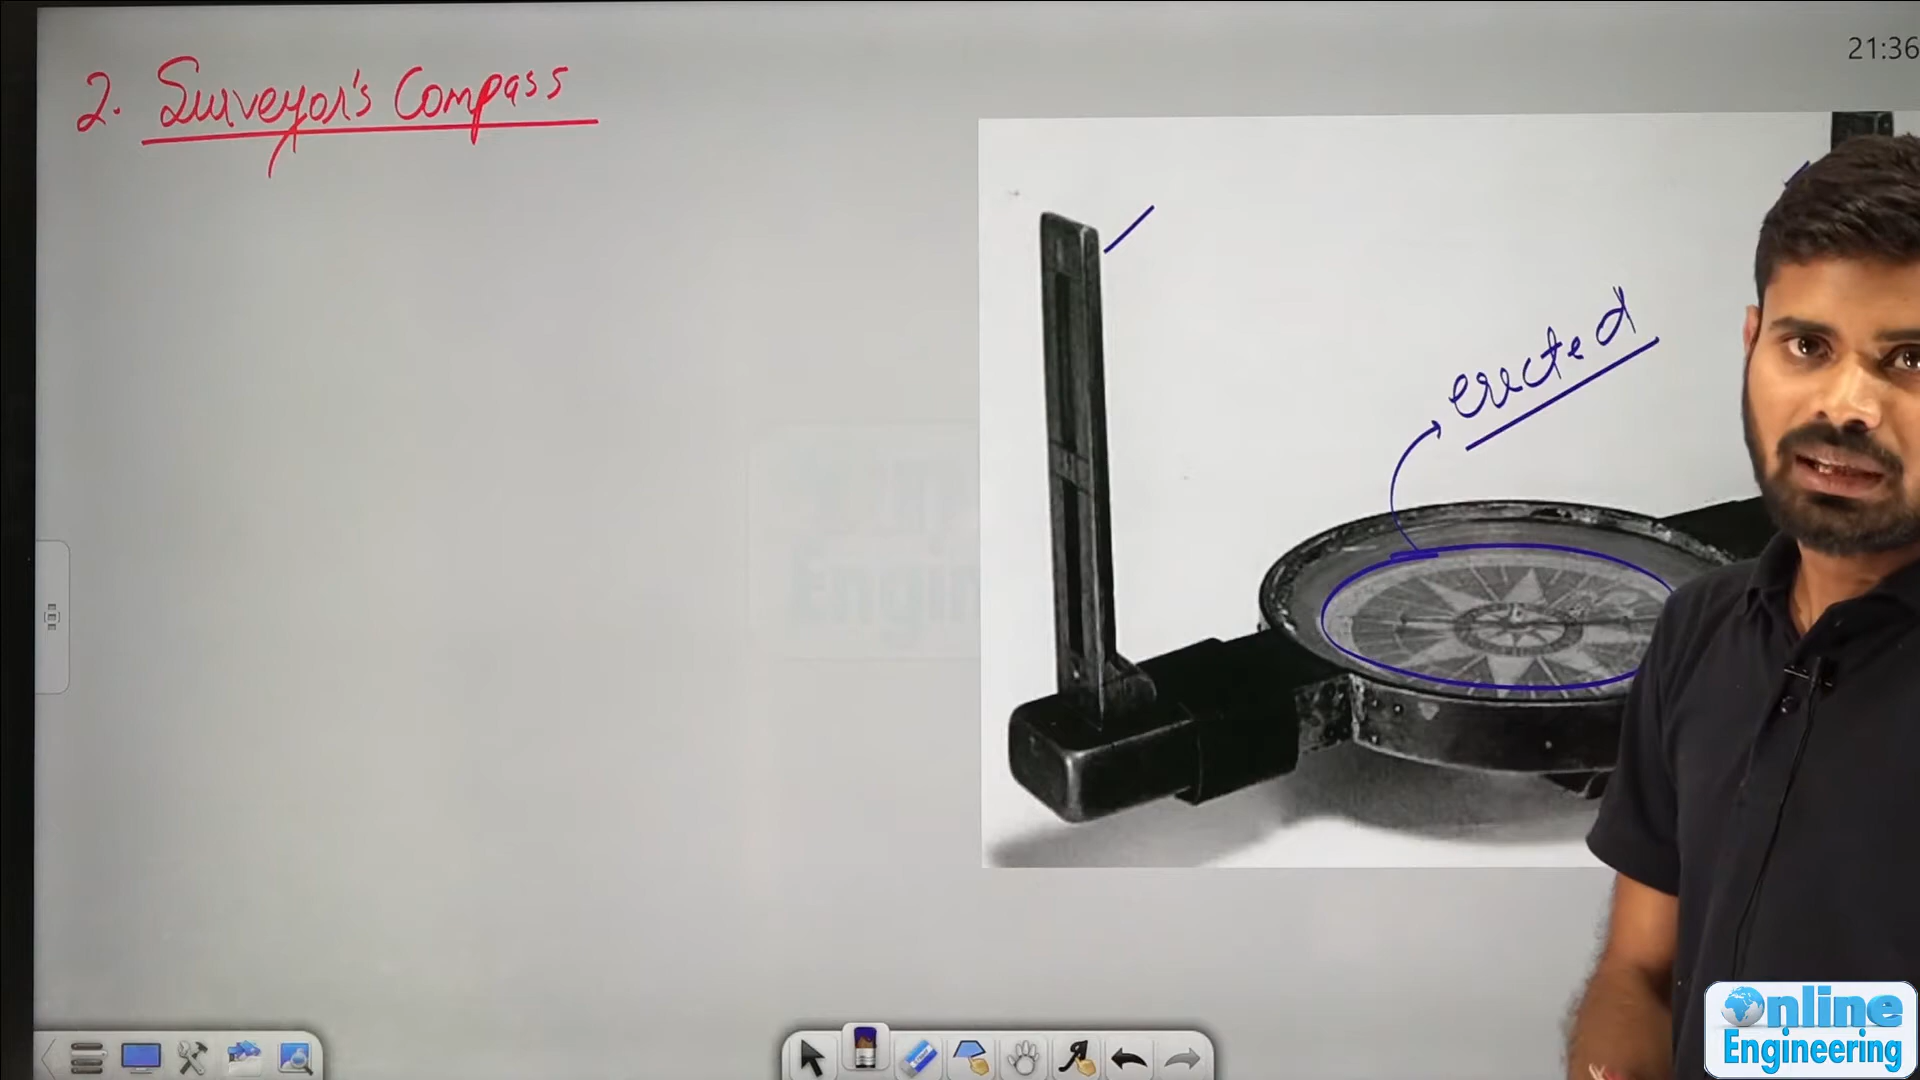 2. Surveyor's Compass
21:36
erected
Online
Engineering